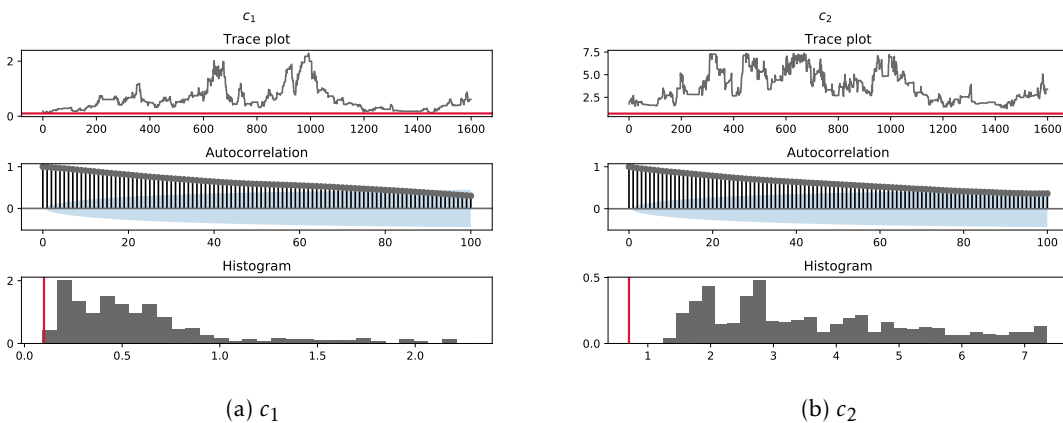 c1
Trace plot
2
0
0 200 400 600 800 1000 1200 1400 1600
Autocorrelation
1
0
0 20 40 60 80 100
Histogram
2
0
0.0 0.5 1.0 1.5 2.0
(a) c1
c2
Trace plot
7.5
5.0
2.5
0 200 400 600 800 1000 1200 1400 1600
Autocorrelation
1
0
0 20 40 60 80 100
Histogram
0.5
0.0
1 2 3 4 5 6 7
(b) c2